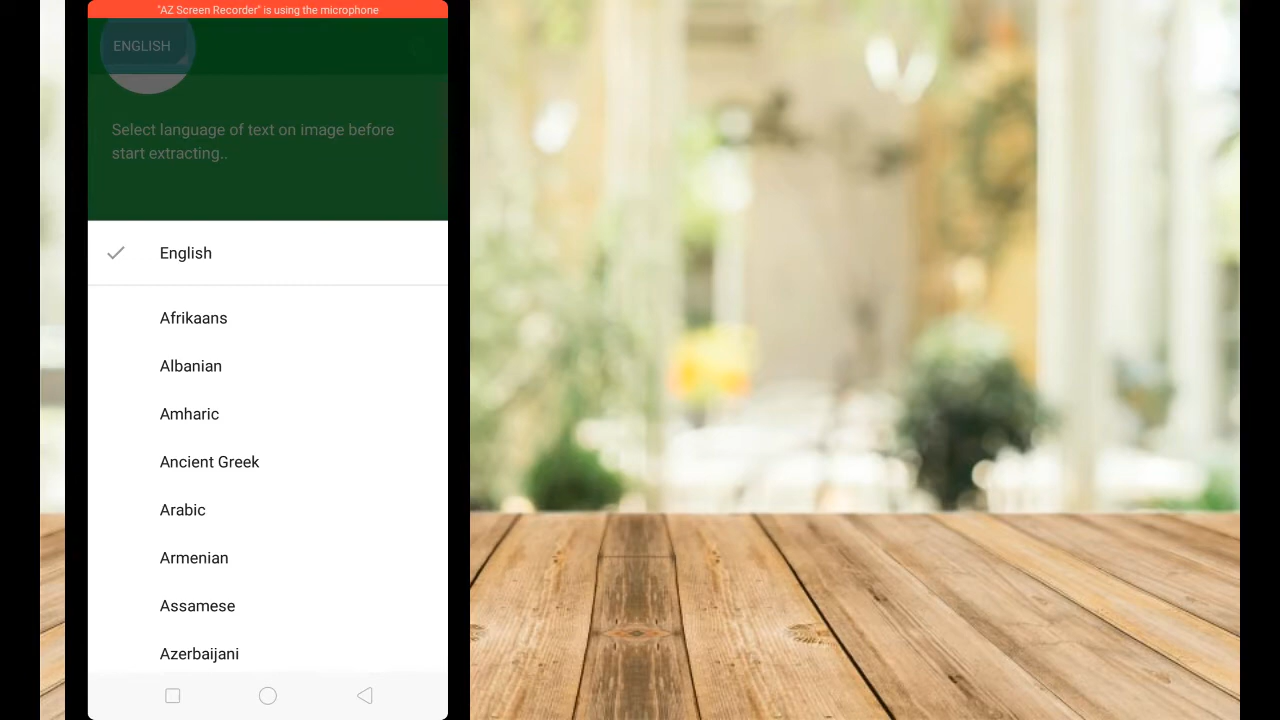 "AZ Screen Recorder" is using the microphone
ENGLISH
Select language of text on image before
start extracting..
English
Afrikaans
Albanian
Amharic
Ancient Greek
Arabic
Armenian
Assamese
Azerbaijani